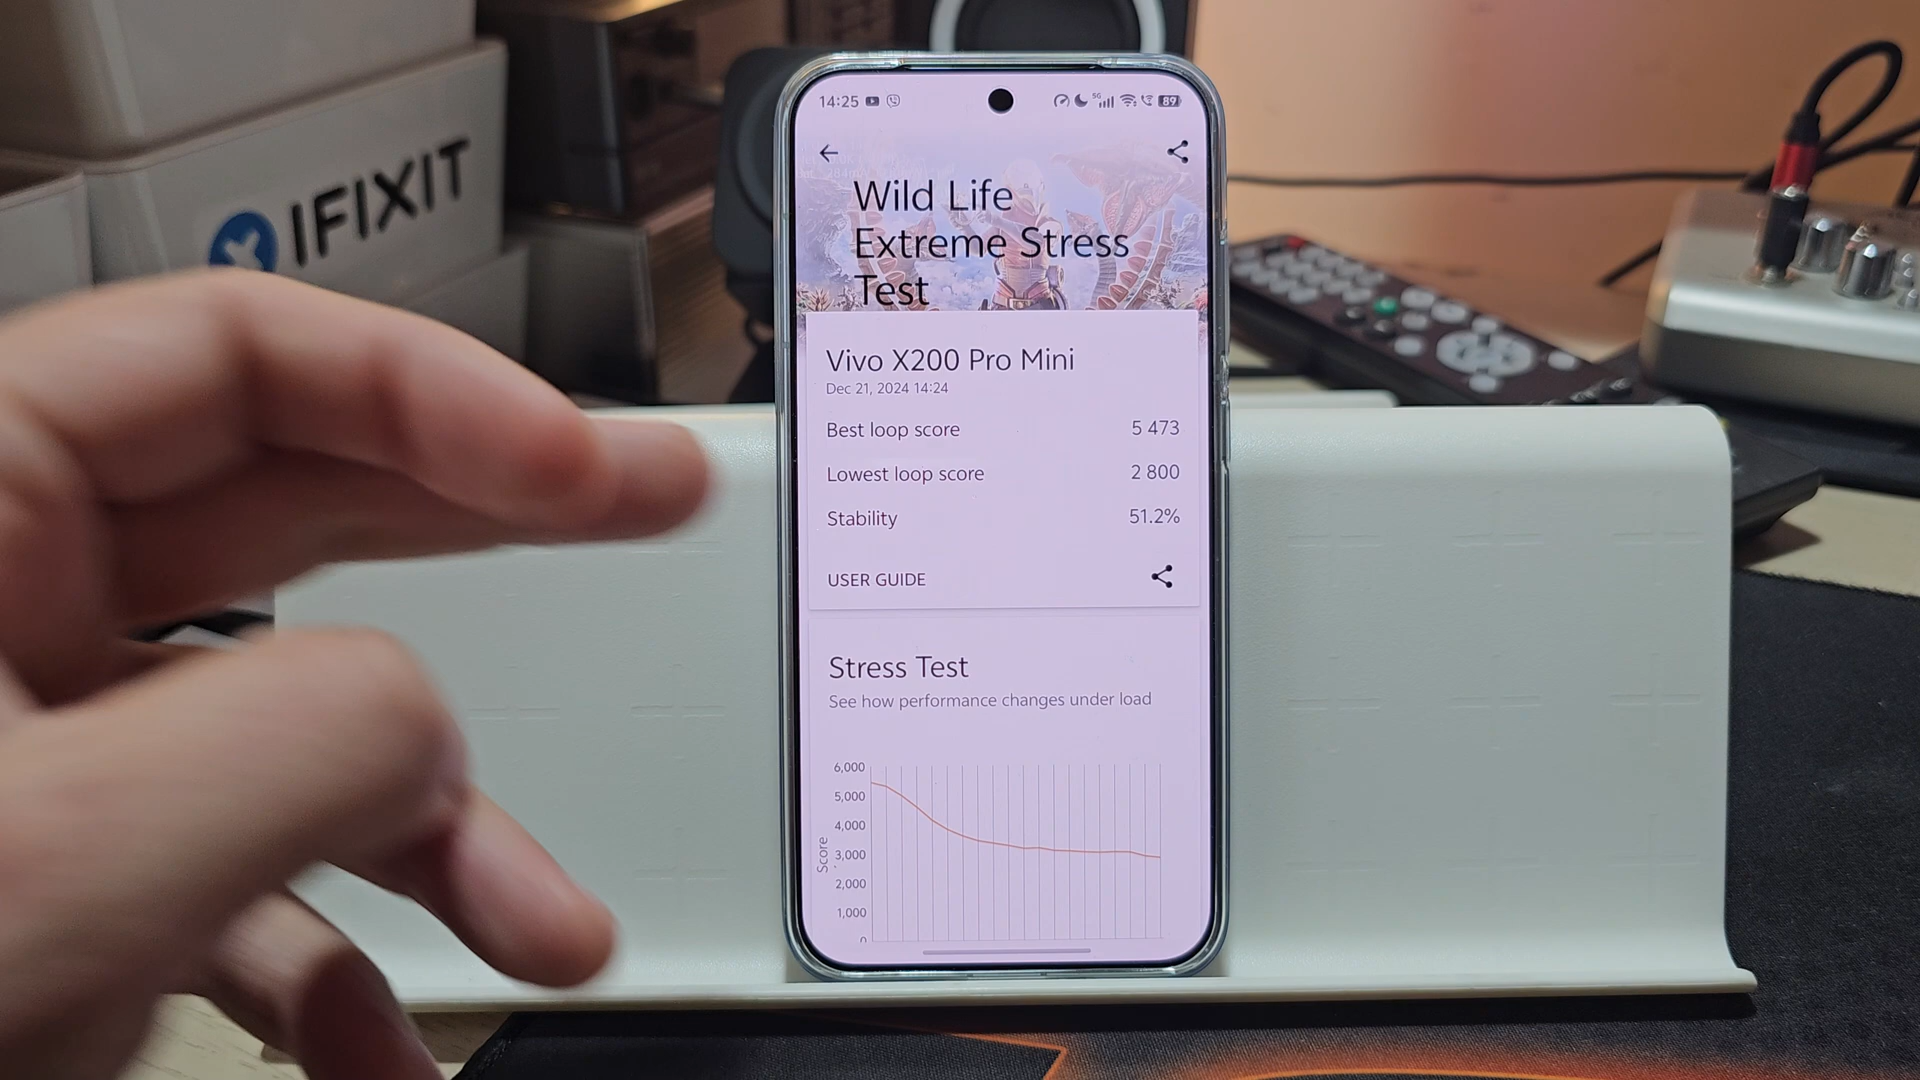 IFIXIT
14:25
5G
89
Wild Life
Extreme Stress
Test
Vivo X200 Pro Mini
Dec 21, 2024 14:24
Best loop score 5 473
Lowest loop score 2 800
Stability 51.2%
USER GUIDE
Stress Test
See how performance changes under load
6,000
5,000
4,000
3,000
2,000
1,000
0
Score